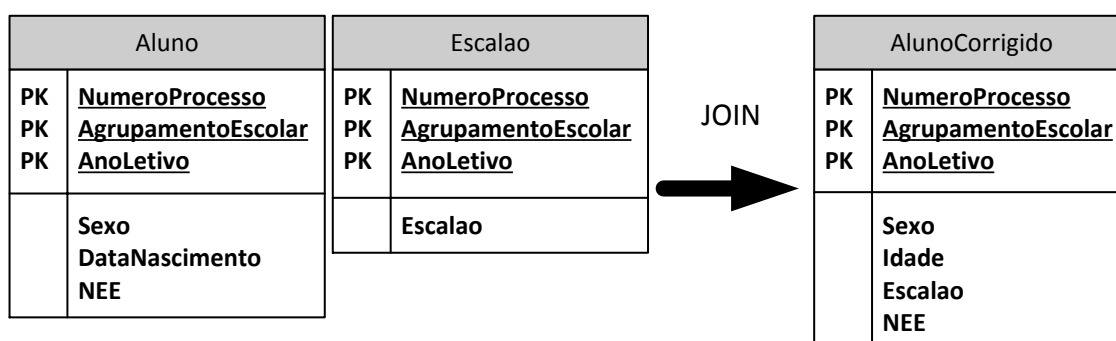 Aluno
PK NumeroProcesso
PK AgrupamentoEscolar
PK AnoLetivo
Sexo
DataNascimento
NEE
Escalao
PK NumeroProcesso
PK AgrupamentoEscolar
PK AnoLetivo
Escalao
JOIN
AlunoCorrigido
PK NumeroProcesso
PK AgrupamentoEscolar
PK AnoLetivo
Sexo
Idade
Escalao
NEE